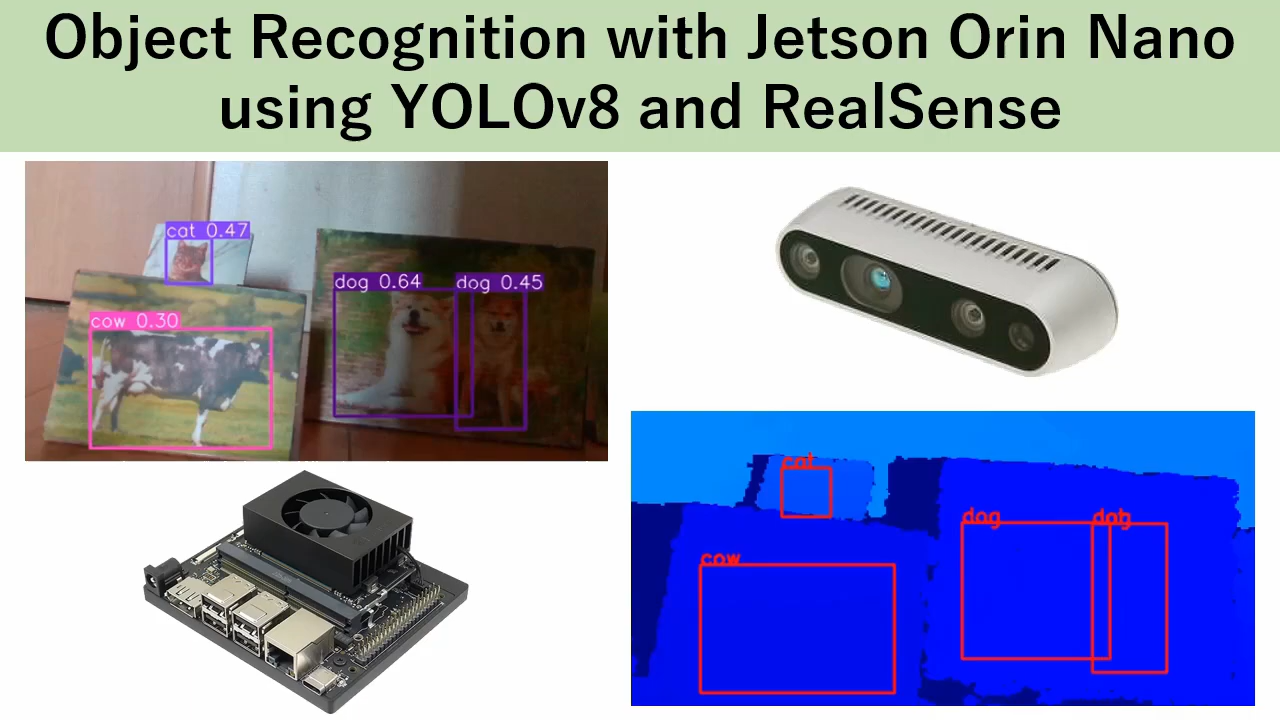 Object Recognition with Jetson Orin Nano
using YOLOv8 and RealSense
cat 0.47
dog 0.64
dog 0.45
cow 0.30
cat
dog
dog
cow